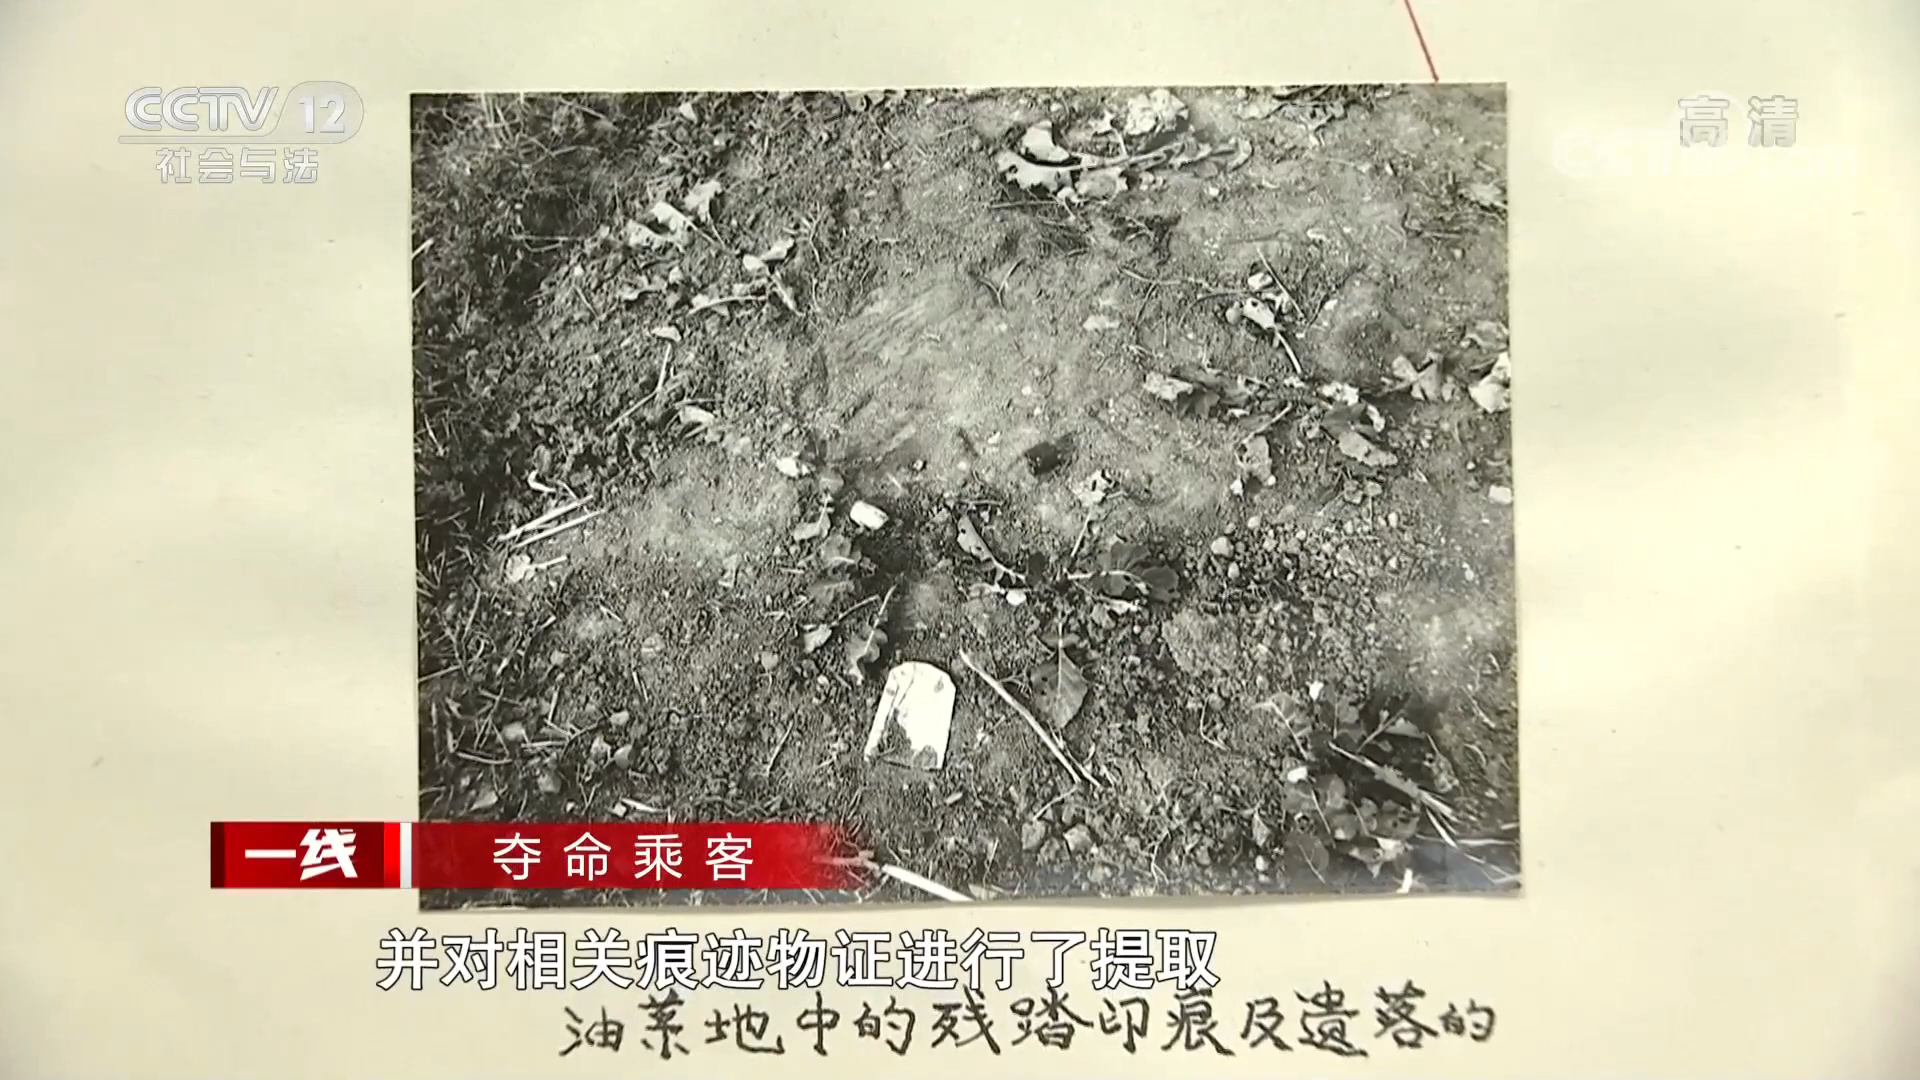 CCTV 12
社会与法
高清
一线
夺命乘客
并对相关痕迹物证进行了提取
油菜地中的残踏印痕及遗落的